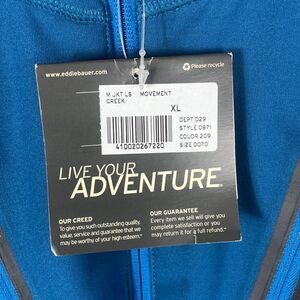 www.eddiebauer.com
Please recycle
M JKT LS MOVEMENT
CREEK
XL
DEPT 029
STYLE 0871
COLOR 209
SIZE 0070
410020267220
LIVE YOUR
ADVENTURE.
OUR CREED
To give you such outstanding quality,
value, service and guarantee that we
may be worthy of your high esteem.
OUR GUARANTEE
Every item we sell will give you
complete satisfaction or you
may return it for a full refund.